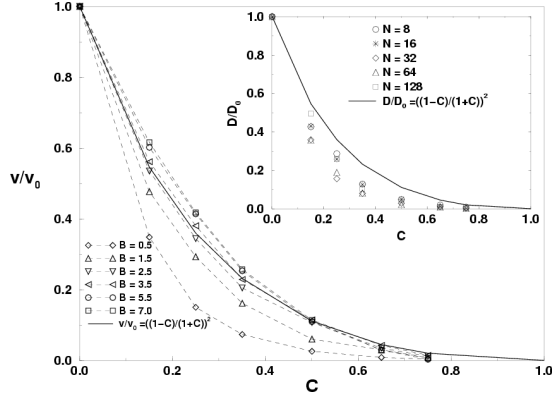 1.0
0.8
0.6
0.4
0.2
0.0
v/v₀
0.0 0.2 0.4 0.6 0.8 1.0
C
B = 0.5
B = 1.5
B = 2.5
B = 3.5
B = 5.5
B = 7.0
v/v₀ =((1−C)/(1+C))²
1.0
0.8
0.6
0.4
0.2
0.0
D/D₀
0.0 0.2 0.4 0.6 0.8 1.0
C
N = 8
N = 16
N = 32
N = 64
N = 128
D/D₀ =((1−C)/(1+C))²